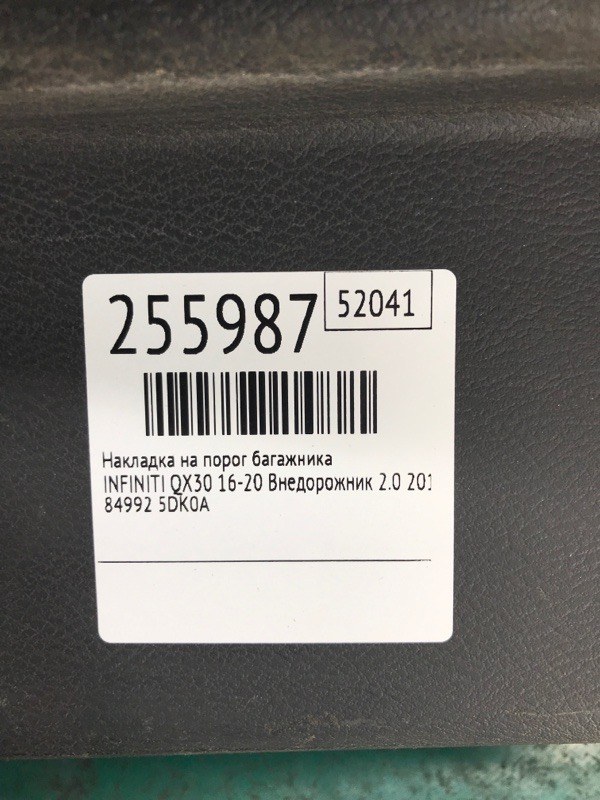 255987
52041
Накладка на порог багажника
INFINITI QX30 16-20 Внедорожник 2.0 201
84992 5DK0A